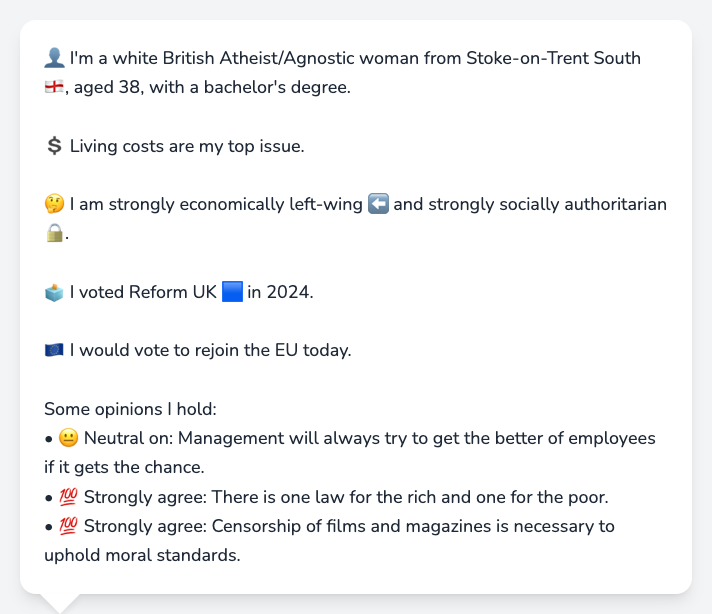 👤 I'm a white British Atheist/Agnostic woman from Stoke-on-Trent South
🏴󠁧󠁢󠁥󠁮󠁧󠁿, aged 38, with a bachelor's degree.
💲 Living costs are my top issue.
🤔 I am strongly economically left-wing ⬅️ and strongly socially authoritarian
🔒.
🗳️ I voted Reform UK 🟦 in 2024.
🇪🇺 I would vote to rejoin the EU today.
Some opinions I hold:
• 😐 Neutral on: Management will always try to get the better of employees
if it gets the chance.
• 💯 Strongly agree: There is one law for the rich and one for the poor.
• 💯 Strongly agree: Censorship of films and magazines is necessary to
uphold moral standards.